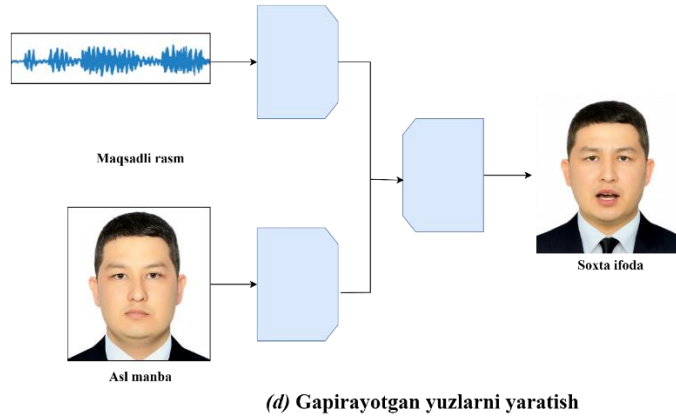 Maqsadli rasm
Asl manba
Soxta ifoda
(d) Gapirayotgan yuzlarni yaratish